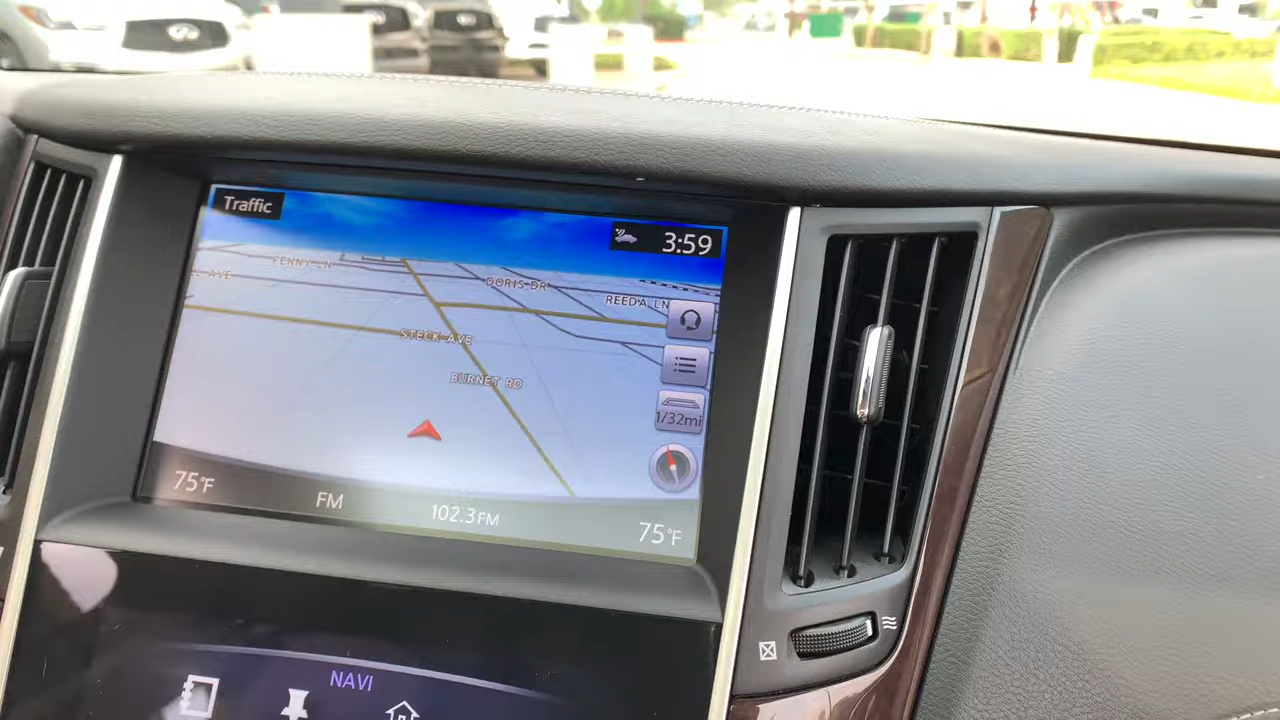 Traffic
3:59
PENNY LN
AVE
DORIS DR
REEDA LN
STECK AVE
BURNET RD
1/32mi
75°F
FM
102.3FM
75°F
NAVI